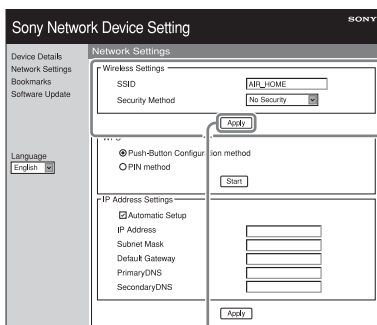 Sony Network Device Setting
SONY
Device Details
Network Settings
Bookmarks
Software Update
Language
English
Network Settings
Wireless Settings
SSID
AIR_HOME
Security Method
No Security
Apply
WPS
Push-Button Configuration method
PIN method
Start
IP Address Settings
Automatic Setup
IP Address
Subnet Mask
Default Gateway
PrimaryDNS
SecondaryDNS
Apply